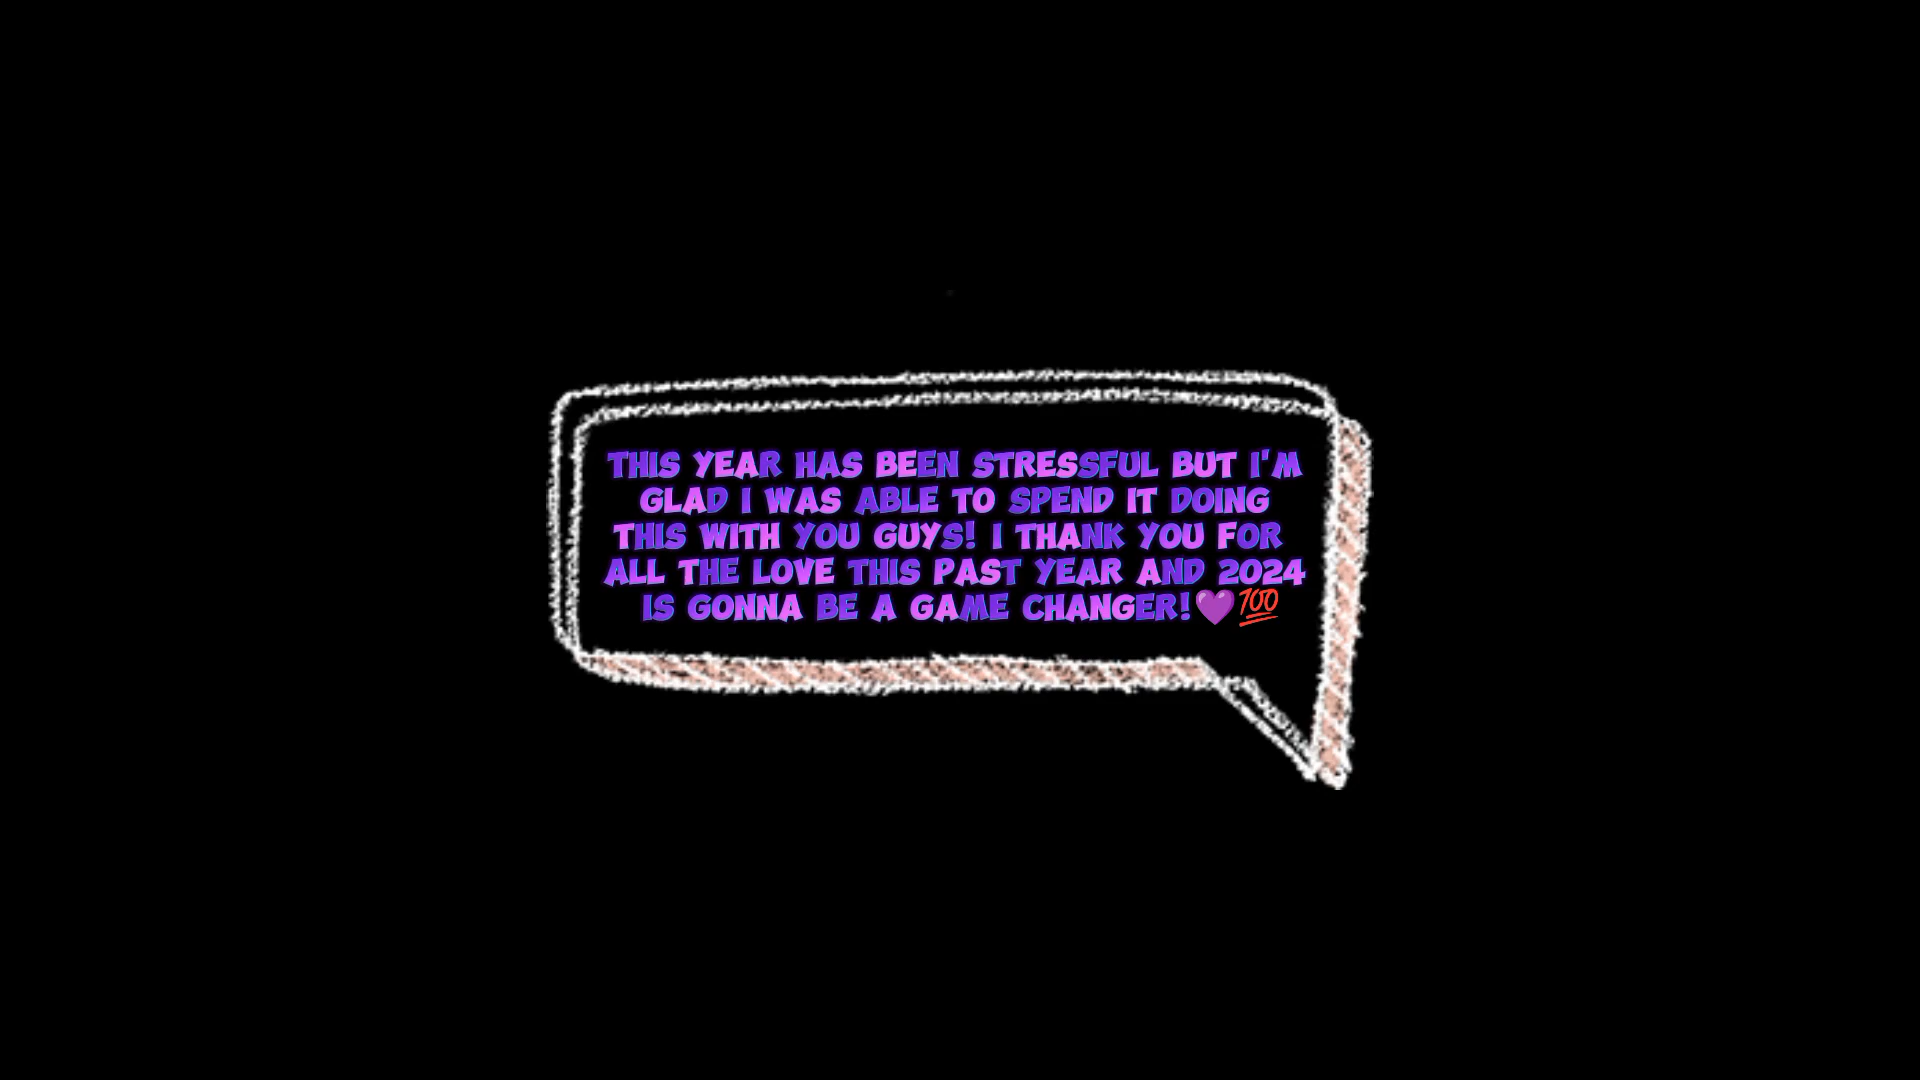 THIS YEAR HAS BEEN STRESSFUL BUT I'M
GLAD I WAS ABLE TO SPEND IT DOING
THIS WITH YOU GUYS! I THANK YOU FOR
ALL THE LOVE THIS PAST YEAR AND 2024
IS GONNA BE A GAME CHANGER!💜💯